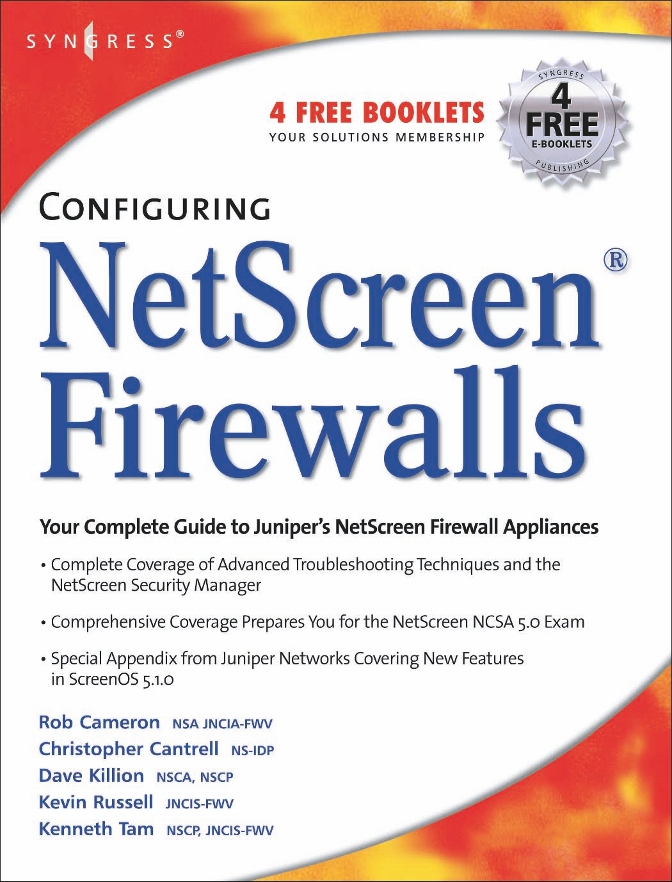 SYNGRESS®
4 FREE BOOKLETS
YOUR SOLUTIONS MEMBERSHIP
SYNGRESS
4
FREE
E-BOOKLETS
PUBLISHING
CONFIGURING
NetScreen®
Firewalls
Your Complete Guide to Juniper's NetScreen Firewall Appliances
• Complete Coverage of Advanced Troubleshooting Techniques and the
NetScreen Security Manager
• Comprehensive Coverage Prepares You for the NetScreen NCSA 5.0 Exam
• Special Appendix from Juniper Networks Covering New Features
in ScreenOS 5.1.0
Rob Cameron NSA JNCIA-FWV
Christopher Cantrell NS-IDP
Dave Killion NSCA, NSCP
Kevin Russell JNCIS-FWV
Kenneth Tam NSCP, JNCIS-FWV